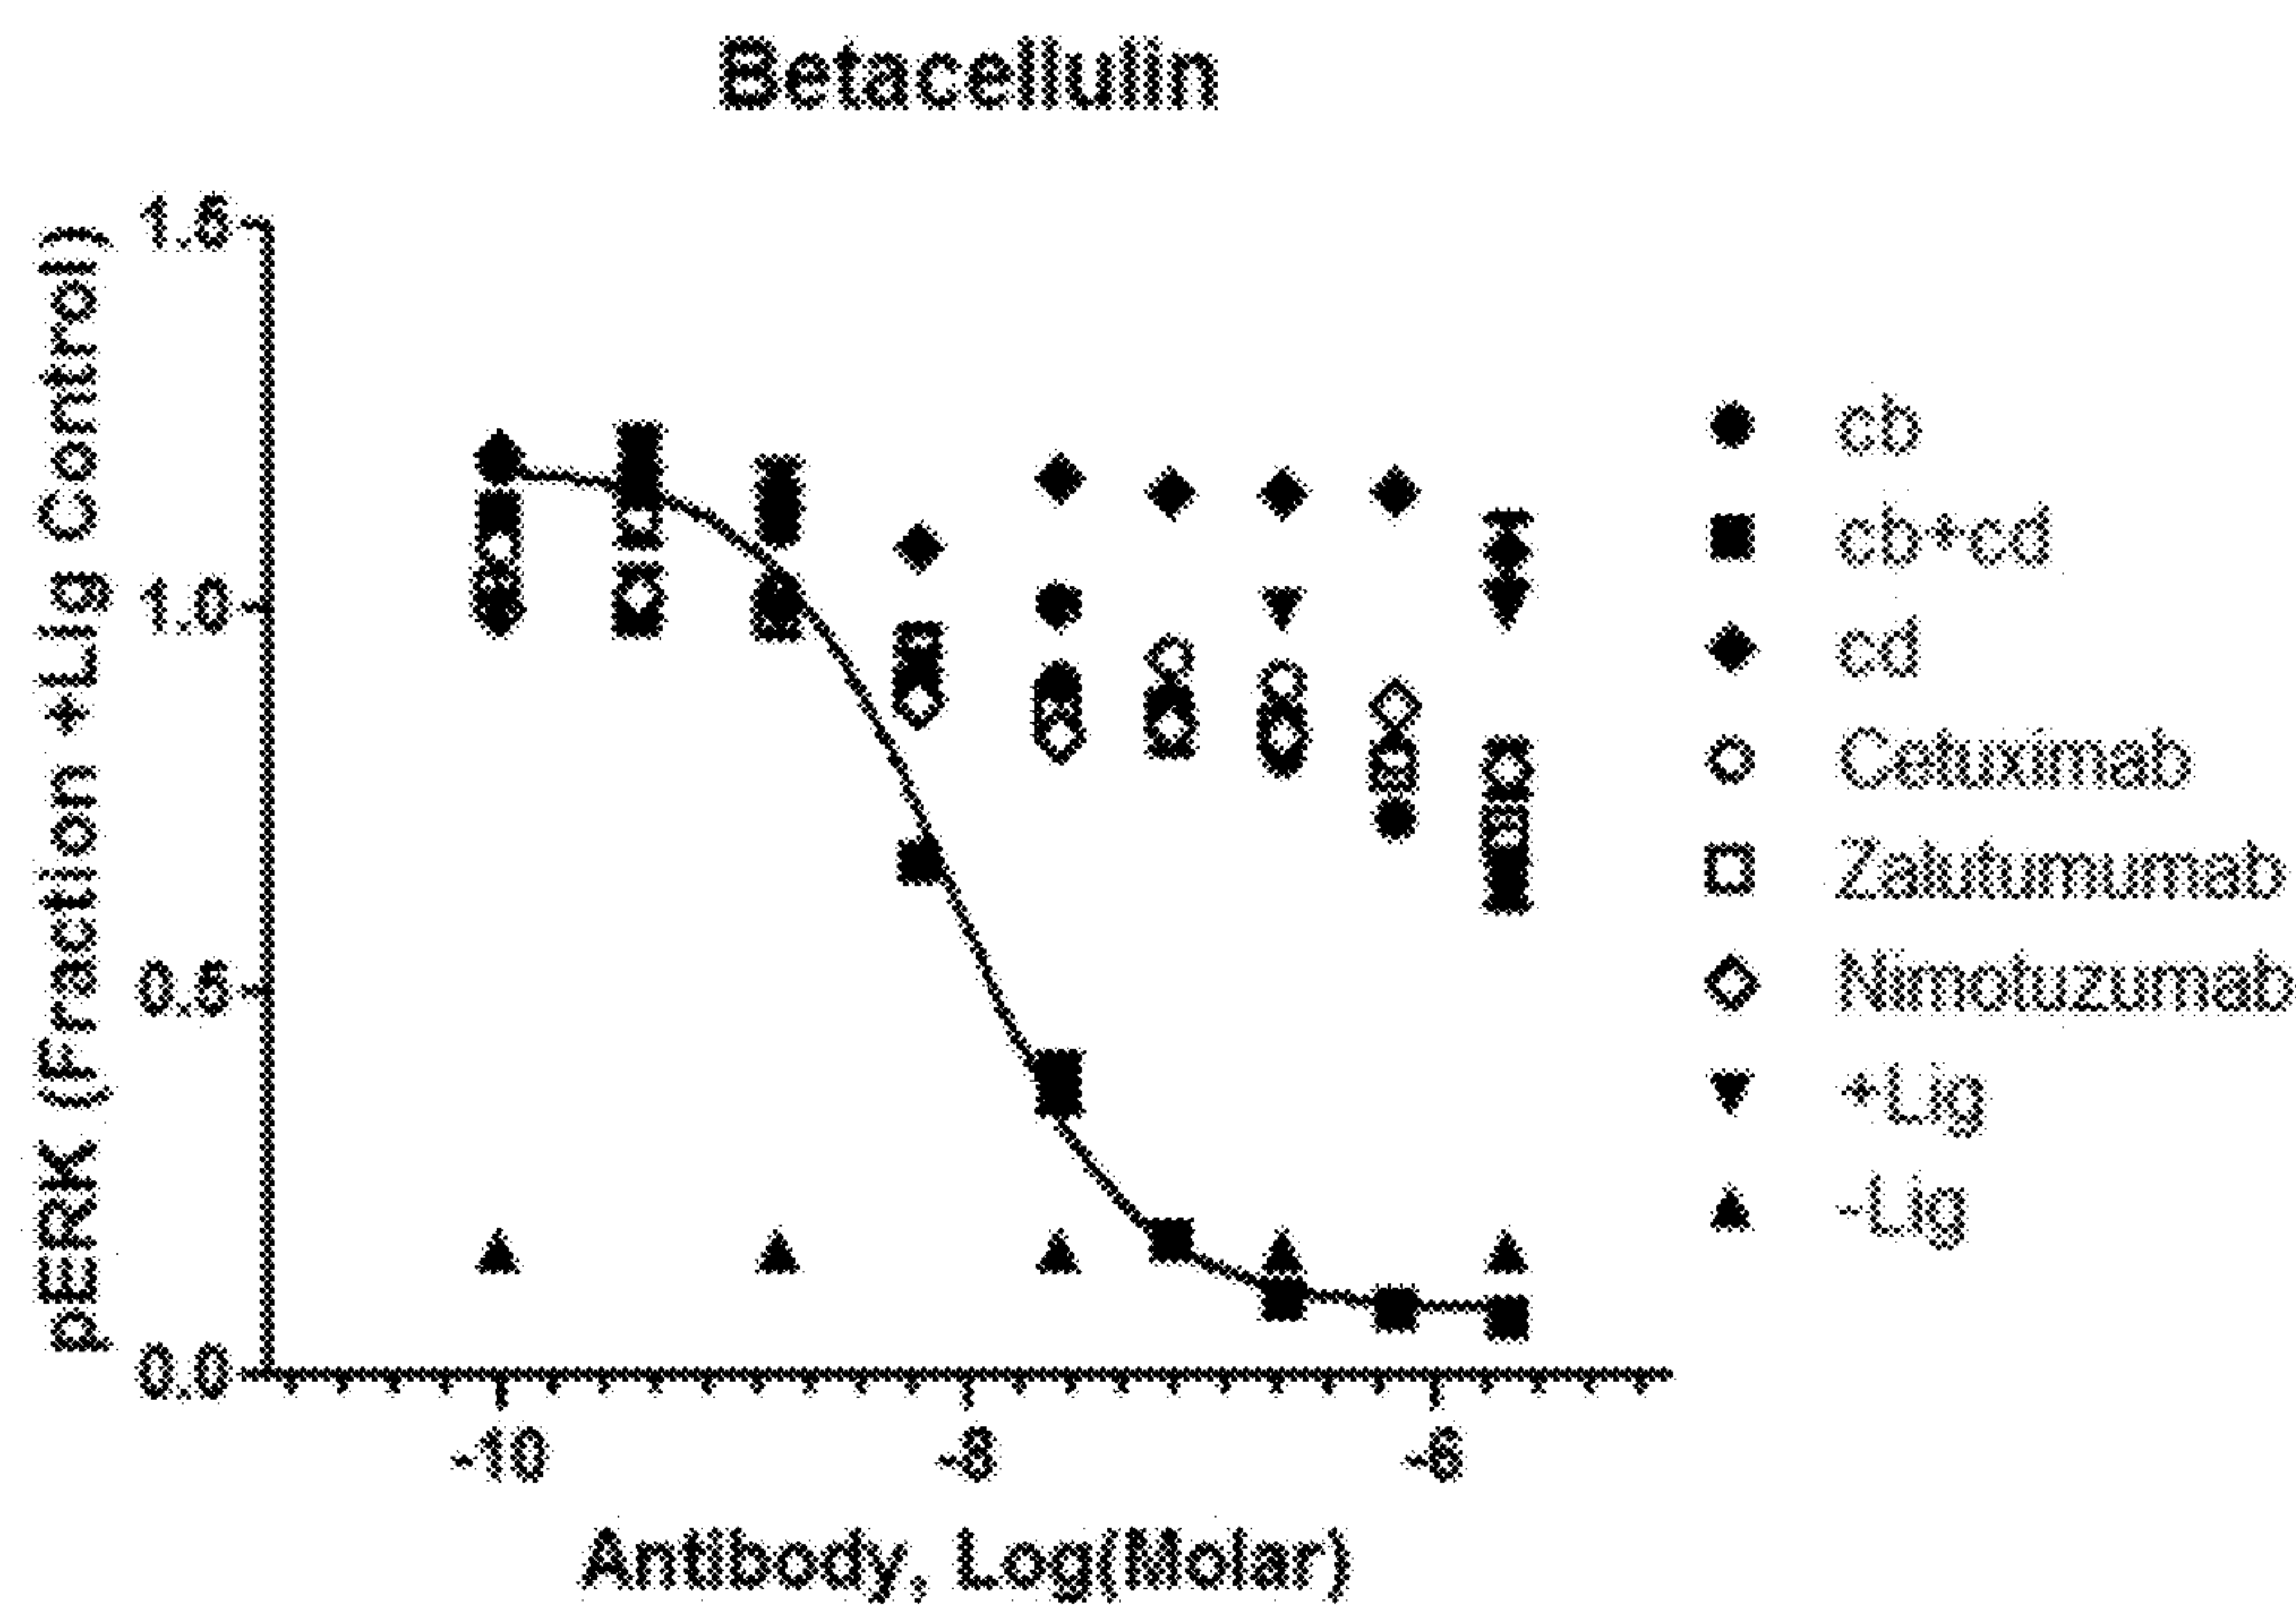 Betacellulin
pERK (Fraction +Lig Control)
1.5
1.0
0.5
0.0
-10
-8
-6
Antibody, Log(Molar)
cb
cb+cd
cd
Cetuximab
Zalutumumab
Nimotuzumab
+Lig
-Lig